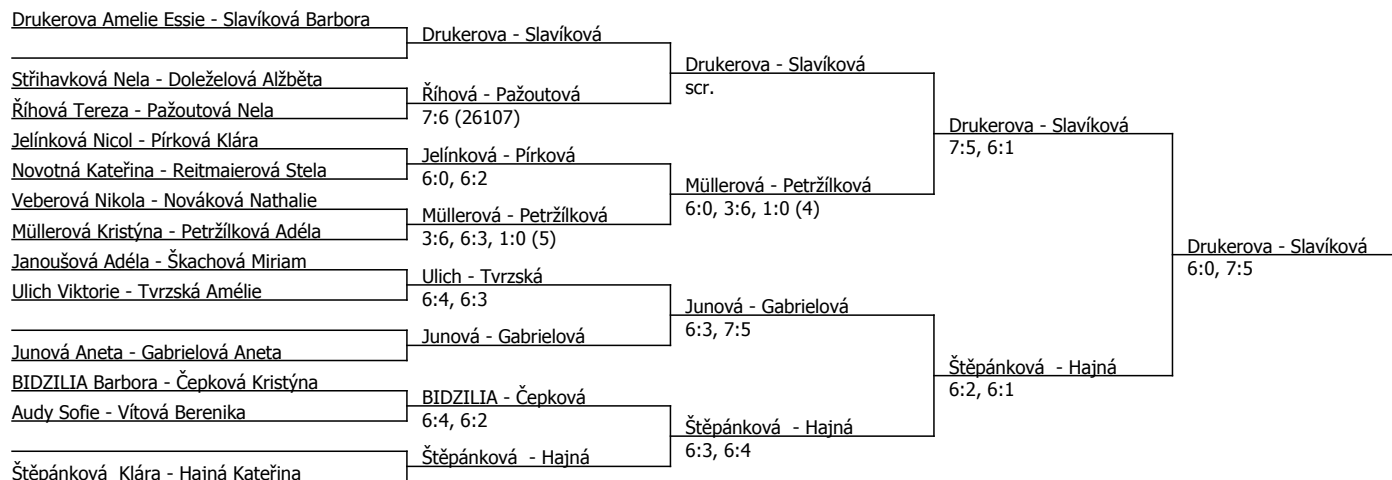 Drukerova Amelie Essie - Slavíková Barbora
Střihavková Nela - Doleželová Alžběta
Říhová Tereza - Pažoutová Nela
Jelínková Nicol - Pírková Klára
Novotná Kateřina - Reitmaierová Stela
Veberová Nikola - Nováková Nathalie
Müllerová Kristýna - Petržílková Adéla
Janoušová Adéla - Škachová Miriam
Ulich Viktorie - Tvrzská Amélie
Junová Aneta - Gabrielová Aneta
BIDZILIA Barbora - Čepková Kristýna
Audy Sofie - Vítová Berenika
Štěpánková  Klára - Hajná Kateřina
Drukerova - Slavíková
Říhová - Pažoutová
7:6 (26107)
Jelínková - Pírková
6:0, 6:2
Müllerová - Petržílková
3:6, 6:3, 1:0 (5)
Ulich - Tvrzská
6:4, 6:3
Junová - Gabrielová
BIDZILIA - Čepková
6:4, 6:2
Štěpánková  - Hajná
Drukerova - Slavíková
scr.
Müllerová - Petržílková
6:0, 3:6, 1:0 (4)
Junová - Gabrielová
6:3, 7:5
Štěpánková  - Hajná
6:3, 6:4
Drukerova - Slavíková
7:5, 6:1
Štěpánková  - Hajná
6:2, 6:1
Drukerova - Slavíková
6:0, 7:5